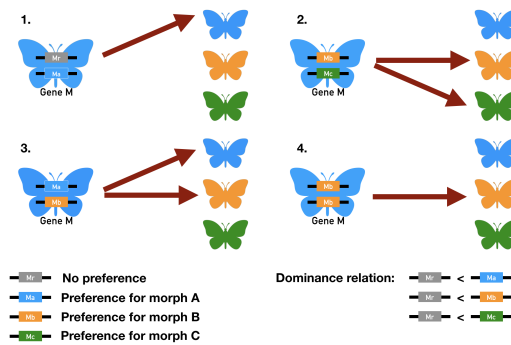 1.
Mr
Ma
Gene M
2.
Mb
Mc
Gene M
3.
Ma
Mb
Gene M
4.
Mb
Mb
Gene M
Mr No preference
Ma Preference for morph A
Mb Preference for morph B
Mc Preference for morph C
Dominance relation: Mr < Ma
Mr < Mb
Mr < Mc